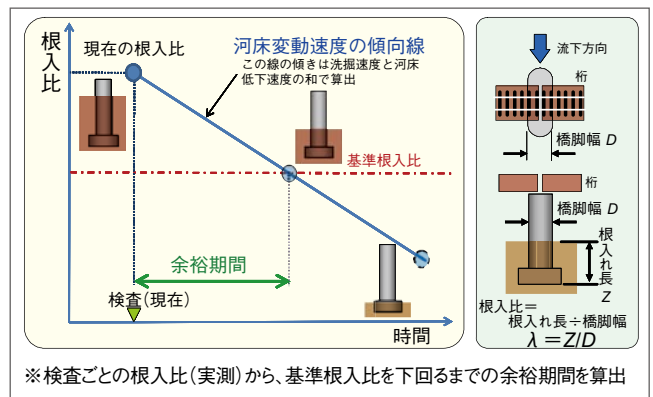 根入比
現在の根入比
河床変動速度の傾向線
この線の傾きは洗掘速度と河床
低下速度の和で算出
基準根入比
余裕期間
検査(現在)
時間
流下方向
桁
橋脚幅 D
桁
橋脚幅 D
根入れ長
Z
根入比＝
根入れ長÷橋脚幅
λ＝Z/D
※検査ごとの根入比(実測)から、基準根入比を下回るまでの余裕期間を算出